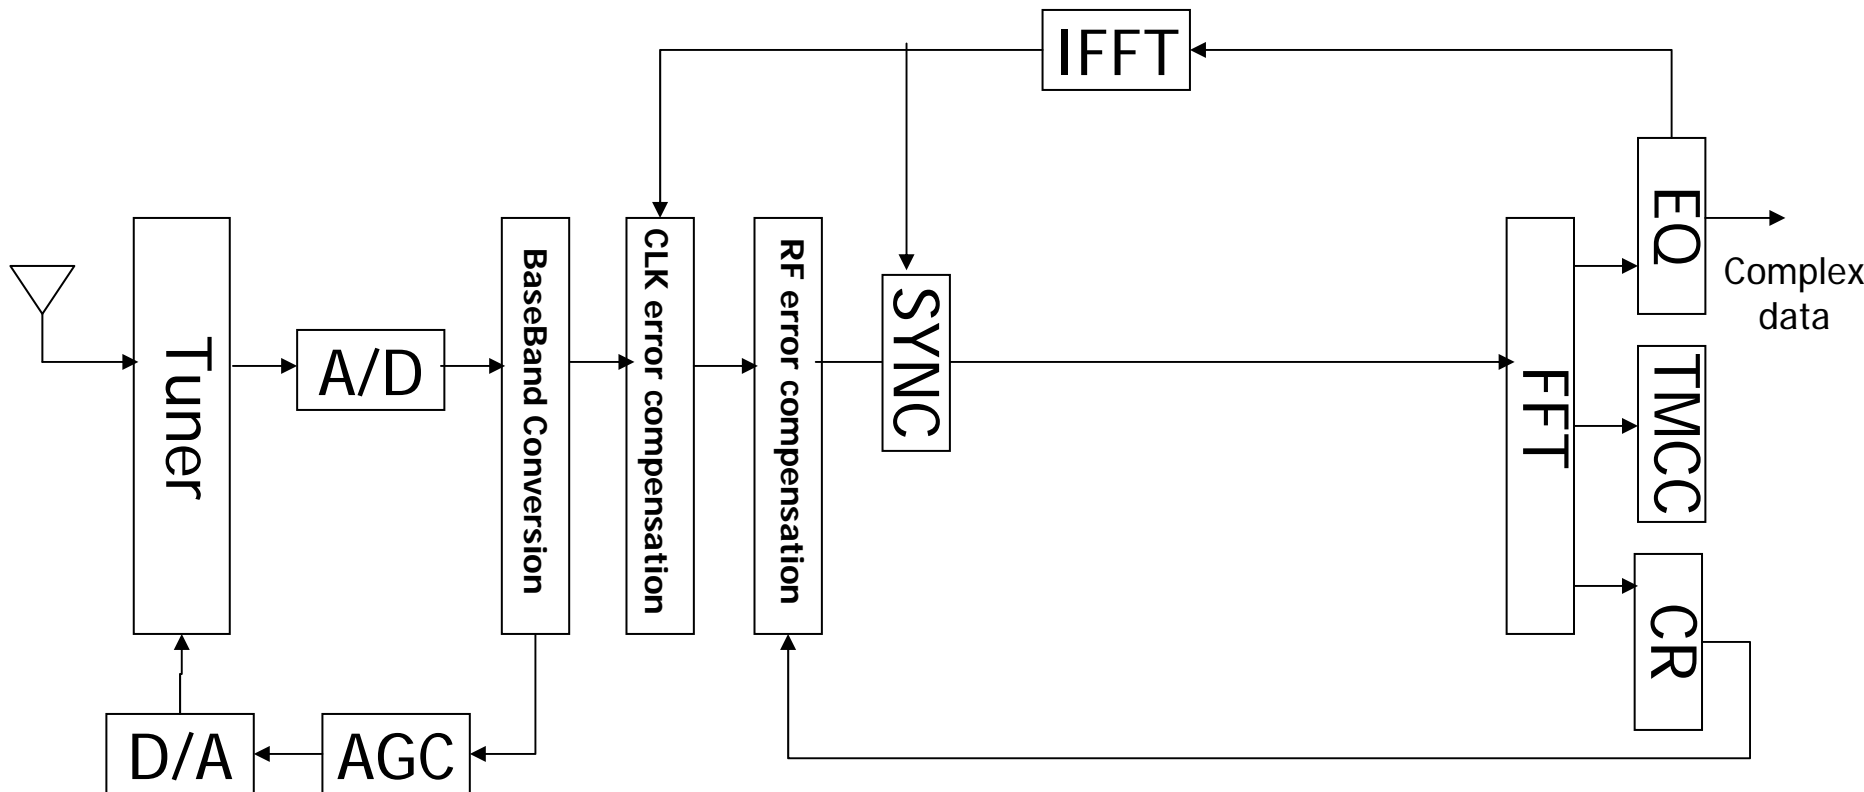 IFFT
Tuner
A/D
BaseBand Conversion
CLK error compensation
RF error compensation
SYNC
FFT
EQ
Complex
data
TMCC
CR
D/A
AGC